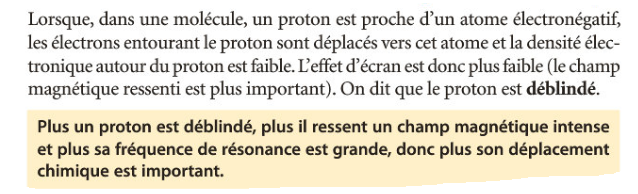 Lorsque, dans une molécule, un proton est proche d’un atome électronégatif,
les électrons entourant le proton sont déplacés vers cet atome et la densité élec-
tronique autour du proton est faible. L’effet d’écran est donc plus faible (le champ
magnétique ressenti est plus important). On dit que le proton est déblindé.
Plus un proton est déblindé, plus il ressent un champ magnétique intense
et plus sa fréquence de résonance est grande, donc plus son déplacement
chimique est important.